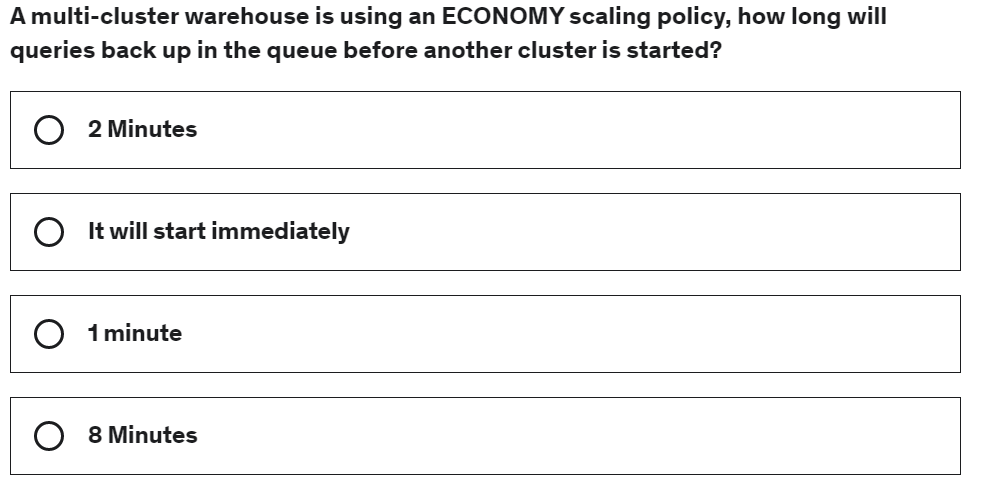 A multi-cluster warehouse is using an ECONOMY scaling policy, how long will
queries back up in the queue before another cluster is started?
2 Minutes
It will start immediately
1 minute
8 Minutes